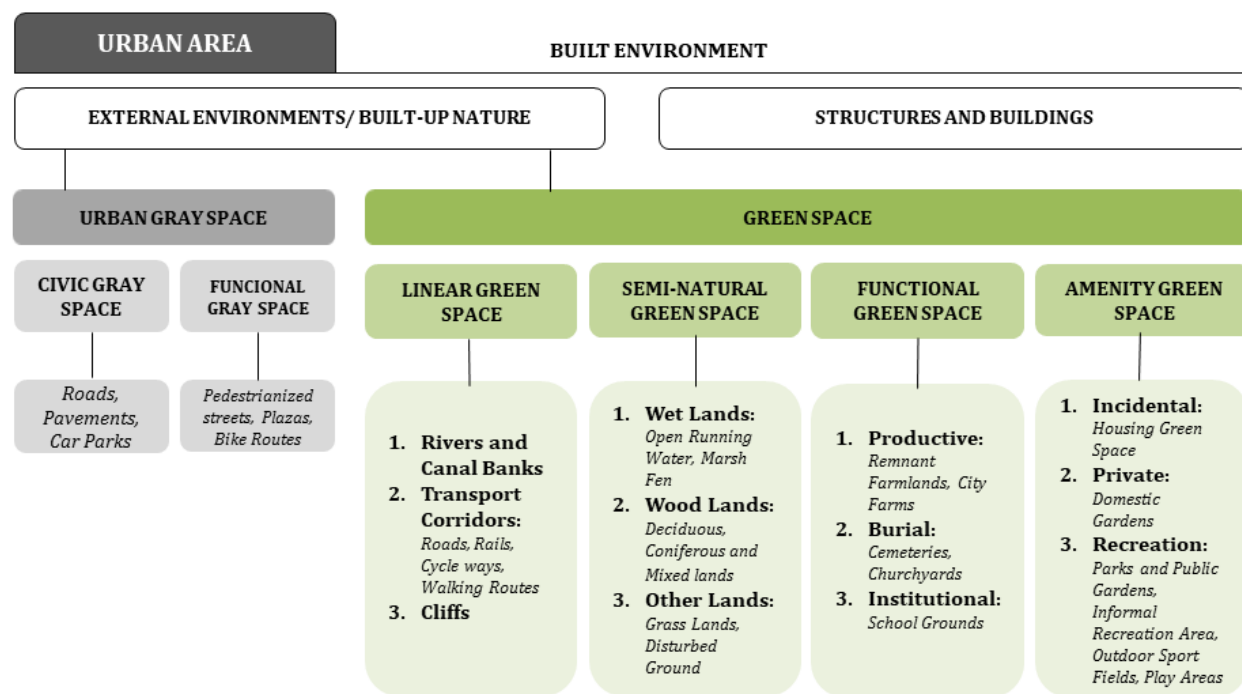 URBAN AREA
BUILT ENVIRONMENT
EXTERNAL ENVIRONMENTS/ BUILT-UP NATURE
STRUCTURES AND BUILDINGS
URBAN GRAY SPACE
GREEN SPACE
CIVIC GRAY
SPACE
FUNCIONAL
GRAY SPACE
LINEAR GREEN
SPACE
SEMI-NATURAL
GREEN SPACE
FUNCTIONAL
GREEN SPACE
AMENITY GREEN
SPACE
Roads,
Pavements,
Car Parks
Pedestrianized
streets, Plazas,
Bike Routes
1. Rivers and
Canal Banks
2. Transport
Corridors:
Roads, Rails,
Cycle ways,
Walking Routes
3. Cliffs
1. Wet Lands:
Open Running
Water, Marsh
Fen
2. Wood Lands:
Deciduous,
Coniferous and
Mixed lands
3. Other Lands:
Grass Lands,
Disturbed
Ground
1. Productive:
Remnant
Farmlands, City
Farms
2. Burial:
Cemeteries,
Churchyards
3. Institutional:
School Grounds
1. Incidental:
Housing Green
Space
2. Private:
Domestic
Gardens
3. Recreation:
Parks and Public
Gardens,
Informal
Recreation Area,
Outdoor Sport
Fields, Play Areas